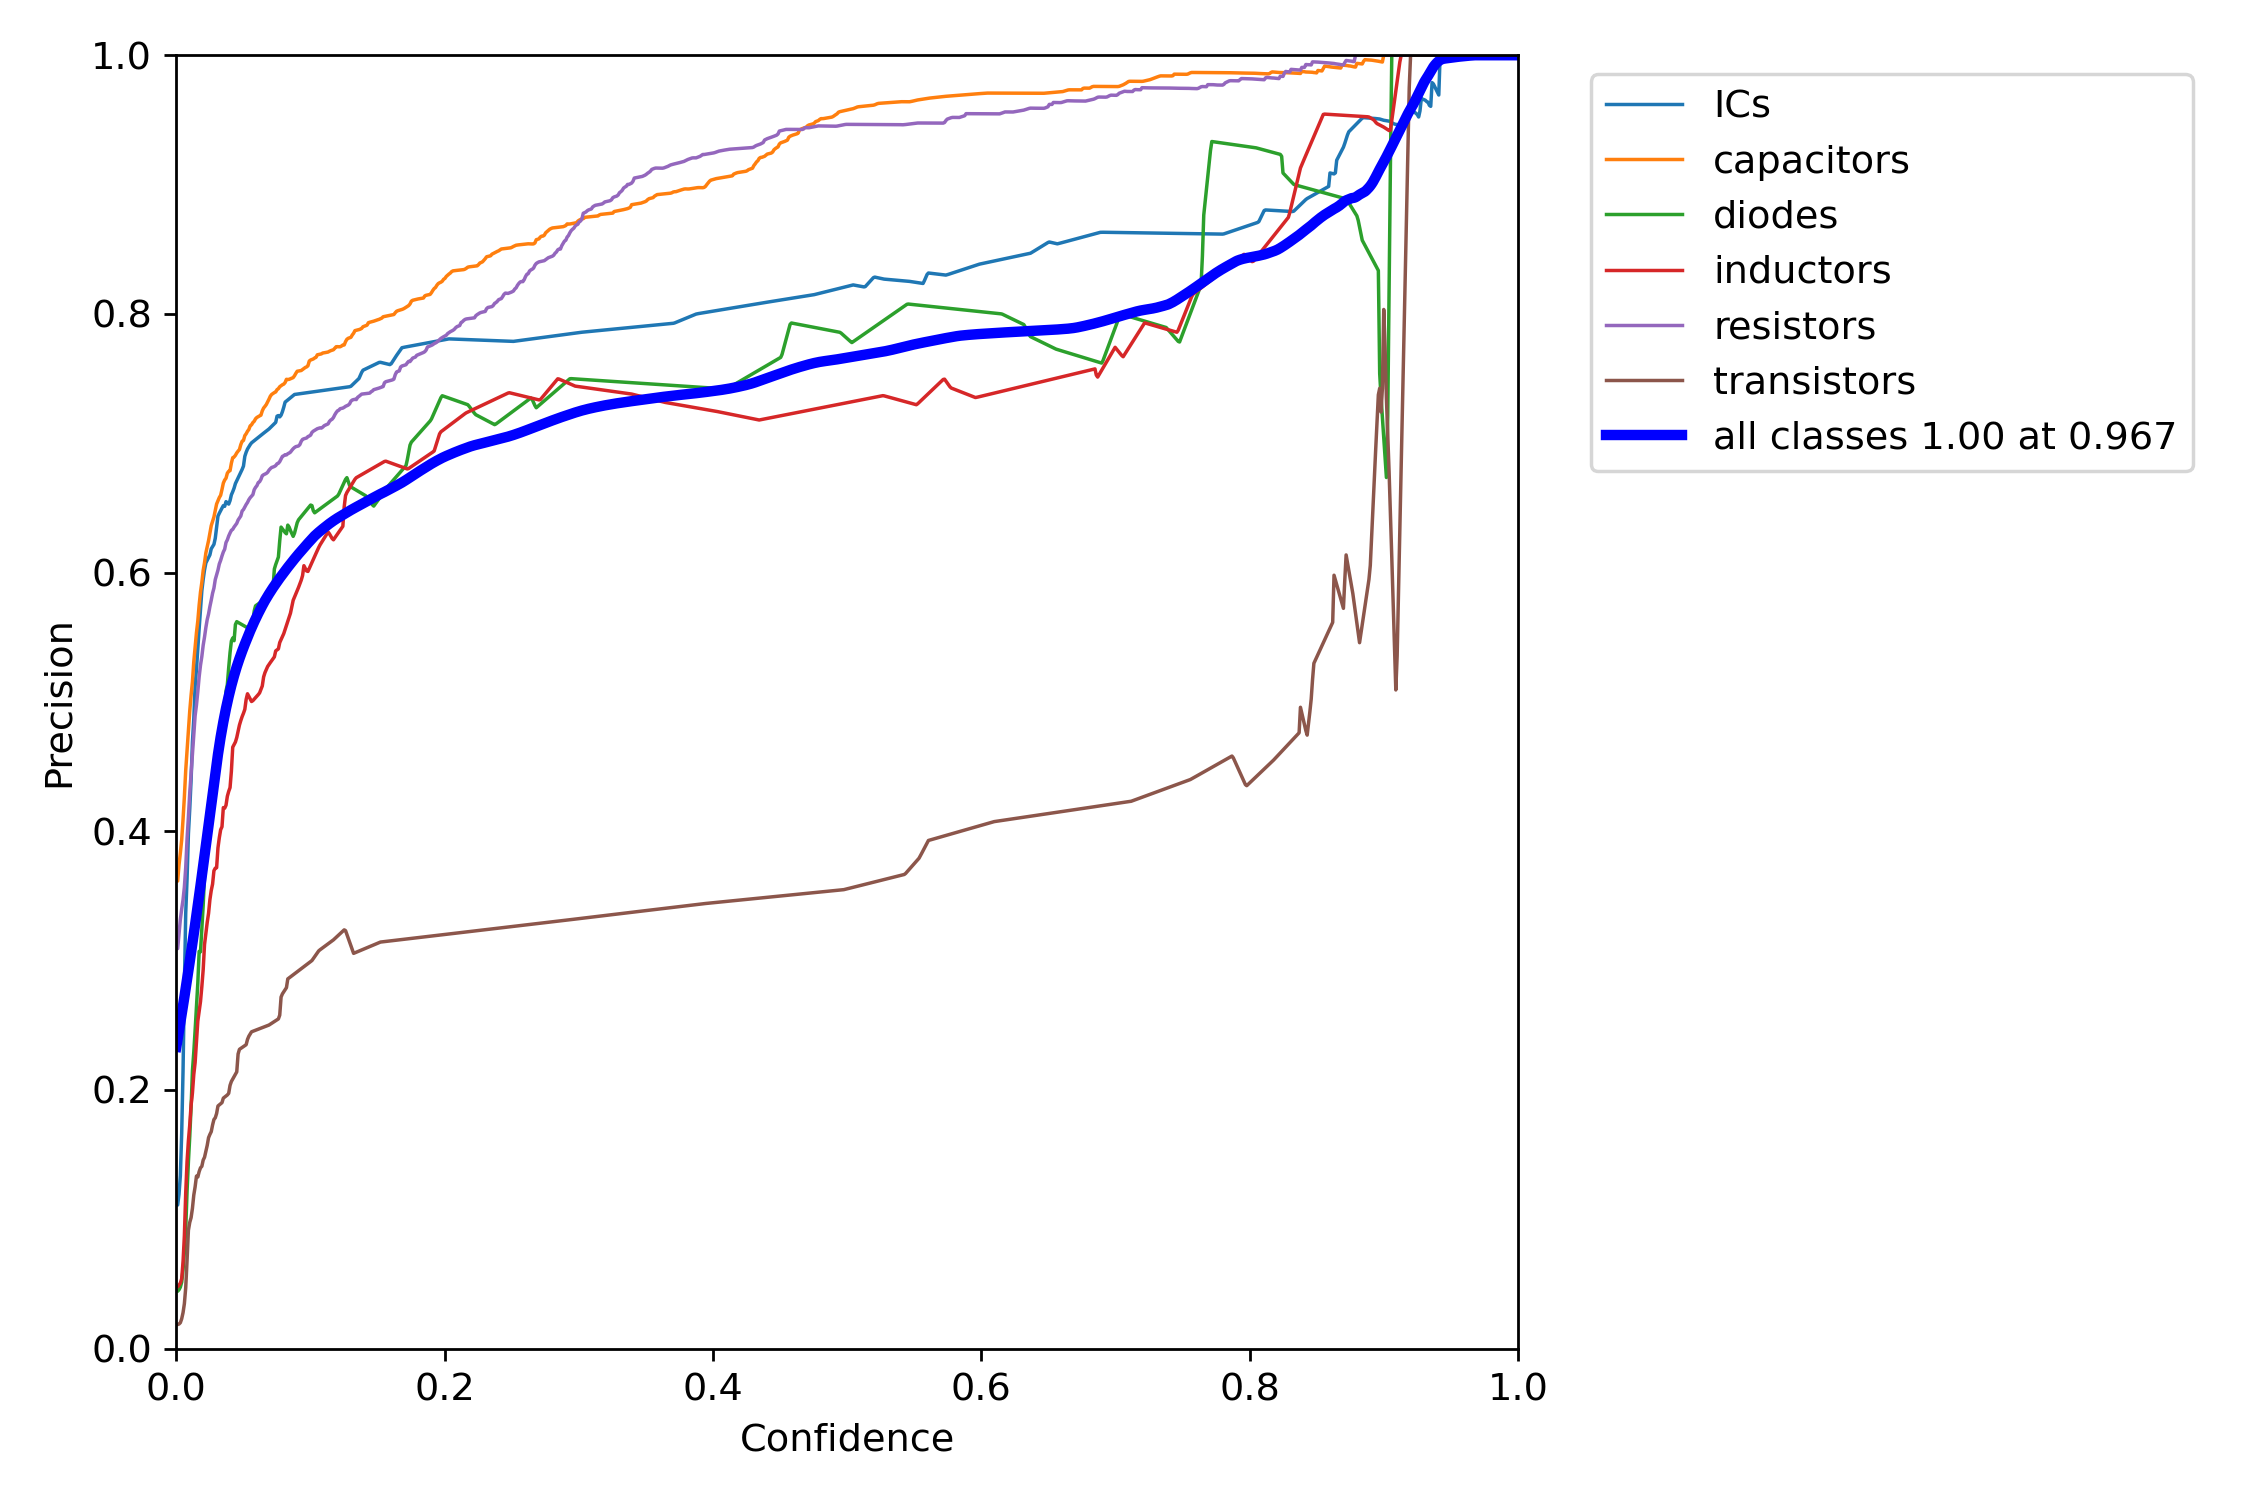 1.0
0.8
0.6
0.4
0.2
0.0
Precision
0.0 0.2 0.4 0.6 0.8 1.0
Confidence
ICs
capacitors
diodes
inductors
resistors
transistors
all classes 1.00 at 0.967